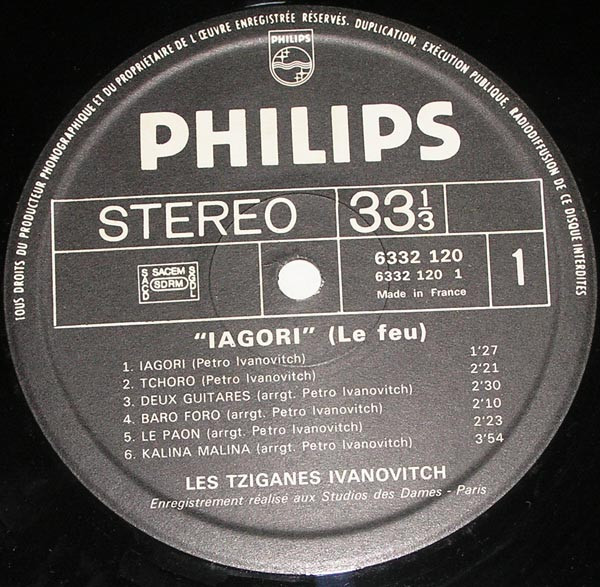 TOUS DROITS DU PRODUCTEUR PHONOGRAPHIQUE ET DU PROPRIÉTAIRE DE L'ŒUVRE ENREGISTRÉE RÉSERVÉS. DUPLICATION, EXÉCUTION PUBLIQUE, RADIODIFFUSION DE CE DISQUE INTERDITES
PHILIPS
PHILIPS
STEREO 33 1/3
SACD SACEM SDRM SGDL
6332 120
6332 120 1
Made in France
1
"IAGORI" (Le feu)
1. IAGORI (Petro Ivanovitch) 1'27
2. TCHORO (Petro Ivanovitch) 2'21
3. DEUX GUITARES (arrgt. Petro Ivanovitch) 2'30
4. BARO FORO (arrgt. Petro Ivanovitch) 2'10
5. LE PAON (arrgt. Petro Ivanovitch) 2'23
6. KALINA MALINA (arrgt. Petro Ivanovitch) 3'54
LES TZIGANES IVANOVITCH
Enregistrement réalisé aux Studios des Dames - Paris